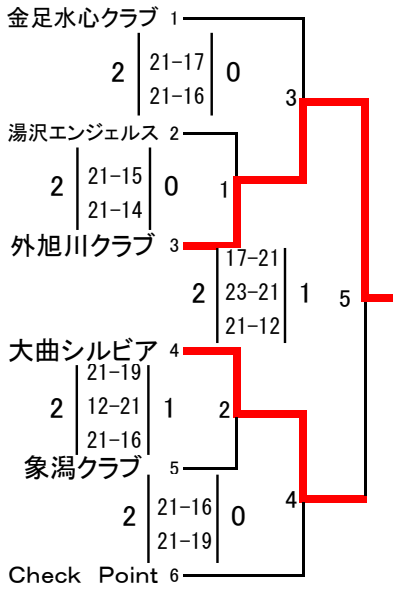 金足水心クラブ 1
2 21-17 0
21-16
3
湯沢エンジェルス 2
2 21-15 0
21-14
1
外旭川クラブ 3
17-21
2 23-21 1
21-12
5
大曲シルビア 4
21-19
2 12-21 1
21-16
2
象潟クラブ 5
2 21-16 0
21-19
4
Check Point 6